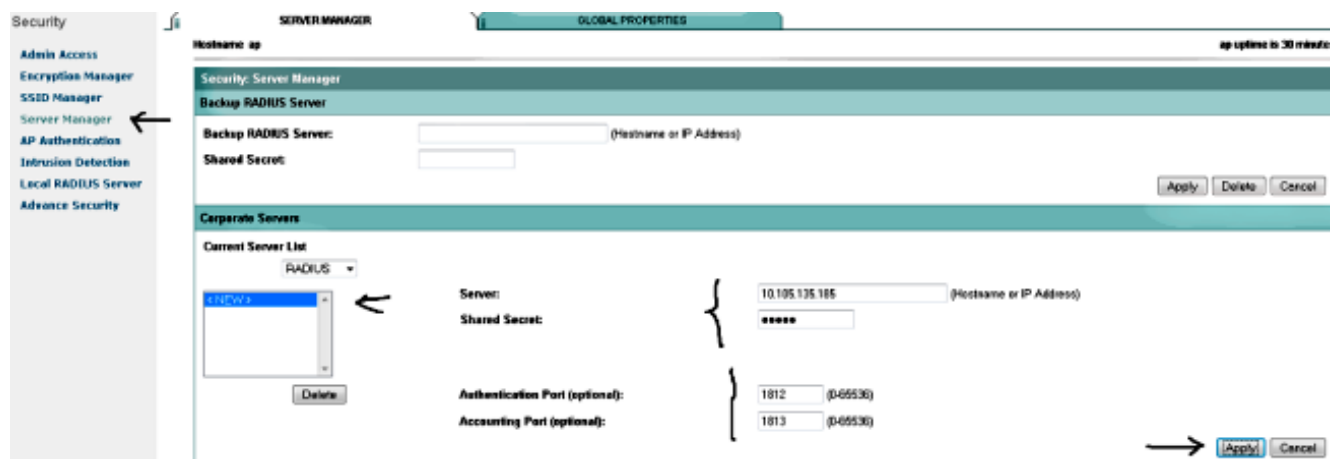 Security
SERVER MANAGER
GLOBAL PROPERTIES
Hostname ap
ap uptime is 30 minute
Admin Access
Encryption Manager
SSID Manager
Server Manager
AP Authentication
Intrusion Detection
Local RADIUS Server
Advance Security
Security: Server Manager
Backup RADIUS Server
Backup RADIUS Server: (Hostname or IP Address)
Shared Secret:
Apply Delete Cancel
Corporate Servers
Current Server List
RADIUS
< NEW >
Server: 10.105.135.185 (Hostname or IP Address)
Shared Secret: •••••
Delete
Authentication Port (optional): 1812 (0-65536)
Accounting Port (optional): 1813 (0-65536)
Apply Cancel